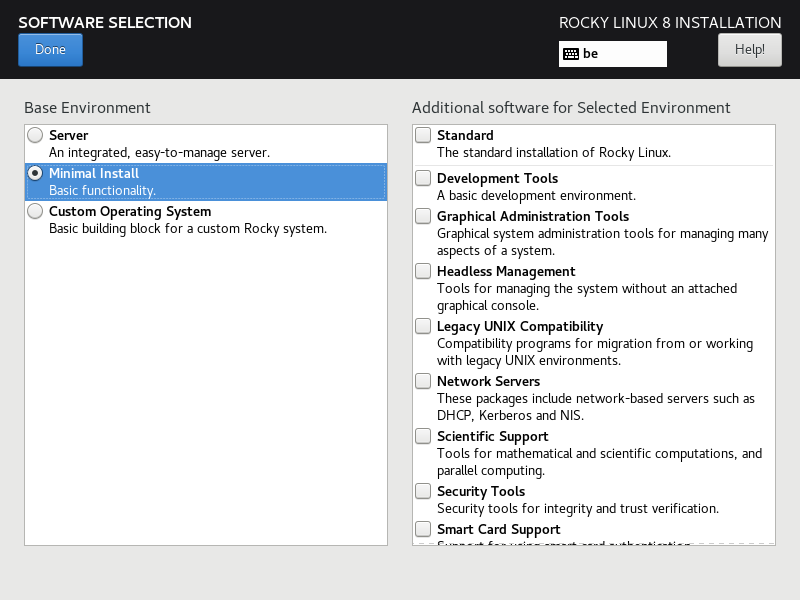 SOFTWARE SELECTION
Done
ROCKY LINUX 8 INSTALLATION
be
Help!
Base Environment
Server
An integrated, easy-to-manage server.
Minimal Install
Basic functionality.
Custom Operating System
Basic building block for a custom Rocky system.
Additional software for Selected Environment
Standard
The standard installation of Rocky Linux.
Development Tools
A basic development environment.
Graphical Administration Tools
Graphical system administration tools for managing many
aspects of a system.
Headless Management
Tools for managing the system without an attached
graphical console.
Legacy UNIX Compatibility
Compatibility programs for migration from or working
with legacy UNIX environments.
Network Servers
These packages include network-based servers such as
DHCP, Kerberos and NIS.
Scientific Support
Tools for mathematical and scientific computations, and
parallel computing.
Security Tools
Security tools for integrity and trust verification.
Smart Card Support
Support for using smart card authentication.